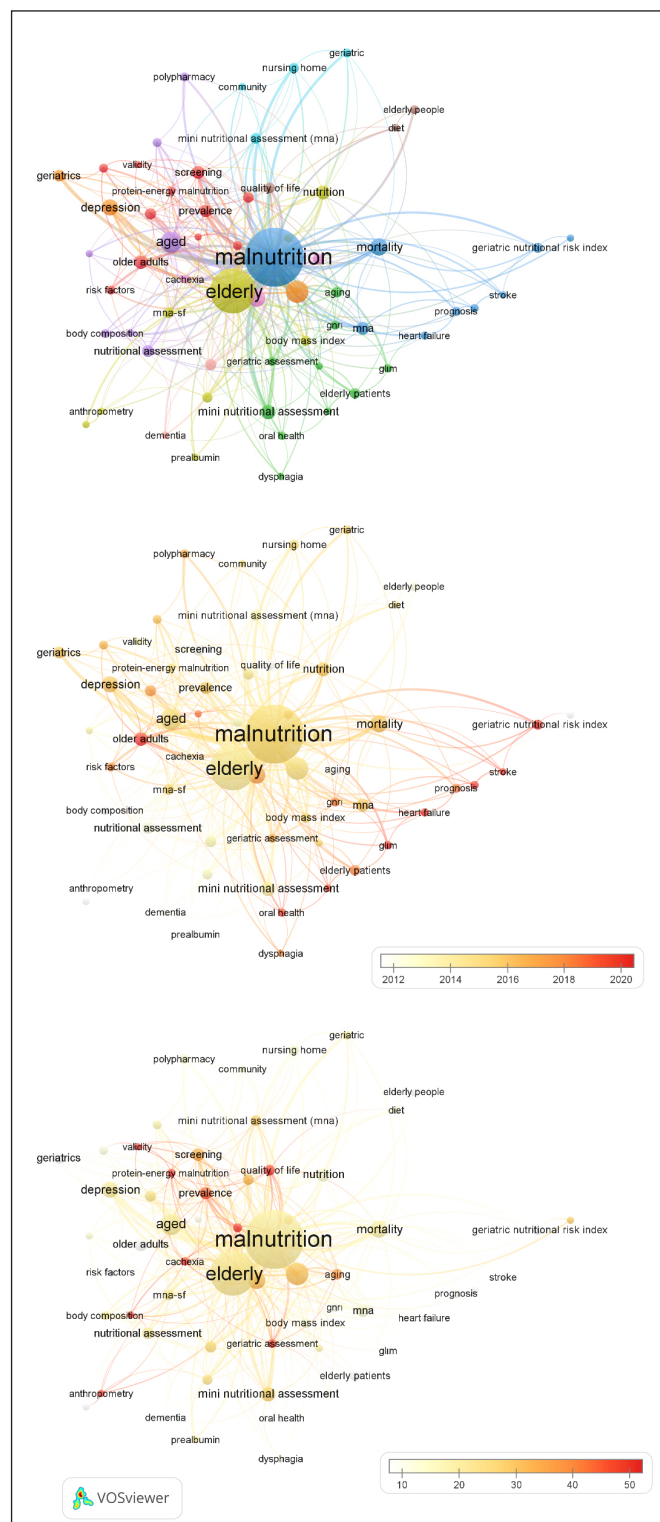 geriatric
nursing home
polypharmacy
community
elderly people
diet
mini nutritional assessment (mna)
validity
screening
geriatrics
protein-energy malnutrition
quality of life
nutrition
depression
prevalence
aged
malnutrition
mortality
geriatric nutritional risk index
older adults
cachexia
elderly
risk factors
aging
stroke
mna-sf
gnri
mna
prognosis
body composition
body mass index
heart failure
nutritional assessment
geriatric assessment
glim
elderly patients
anthropometry
mini nutritional assessment
dementia
oral health
prealbumin
dysphagia
geriatric
nursing home
polypharmacy
community
elderly people
diet
mini nutritional assessment (mna)
validity
screening
geriatrics
protein-energy malnutrition
quality of life
nutrition
depression
prevalence
aged
malnutrition
mortality
geriatric nutritional risk index
older adults
cachexia
elderly
risk factors
aging
stroke
mna-sf
gnri
mna
prognosis
body composition
body mass index
heart failure
nutritional assessment
geriatric assessment
glim
elderly patients
anthropometry
mini nutritional assessment
dementia
oral health
prealbumin
dysphagia
2012 2014 2016 2018 2020
geriatric
nursing home
polypharmacy
community
elderly people
diet
mini nutritional assessment (mna)
validity
screening
geriatrics
protein-energy malnutrition
quality of life
nutrition
depression
prevalence
aged
malnutrition
mortality
geriatric nutritional risk index
older adults
cachexia
elderly
risk factors
aging
stroke
mna-sf
gnri
mna
prognosis
body composition
body mass index
heart failure
nutritional assessment
geriatric assessment
glim
elderly patients
anthropometry
mini nutritional assessment
dementia
oral health
prealbumin
dysphagia
10 20 30 40 50
VOSviewer